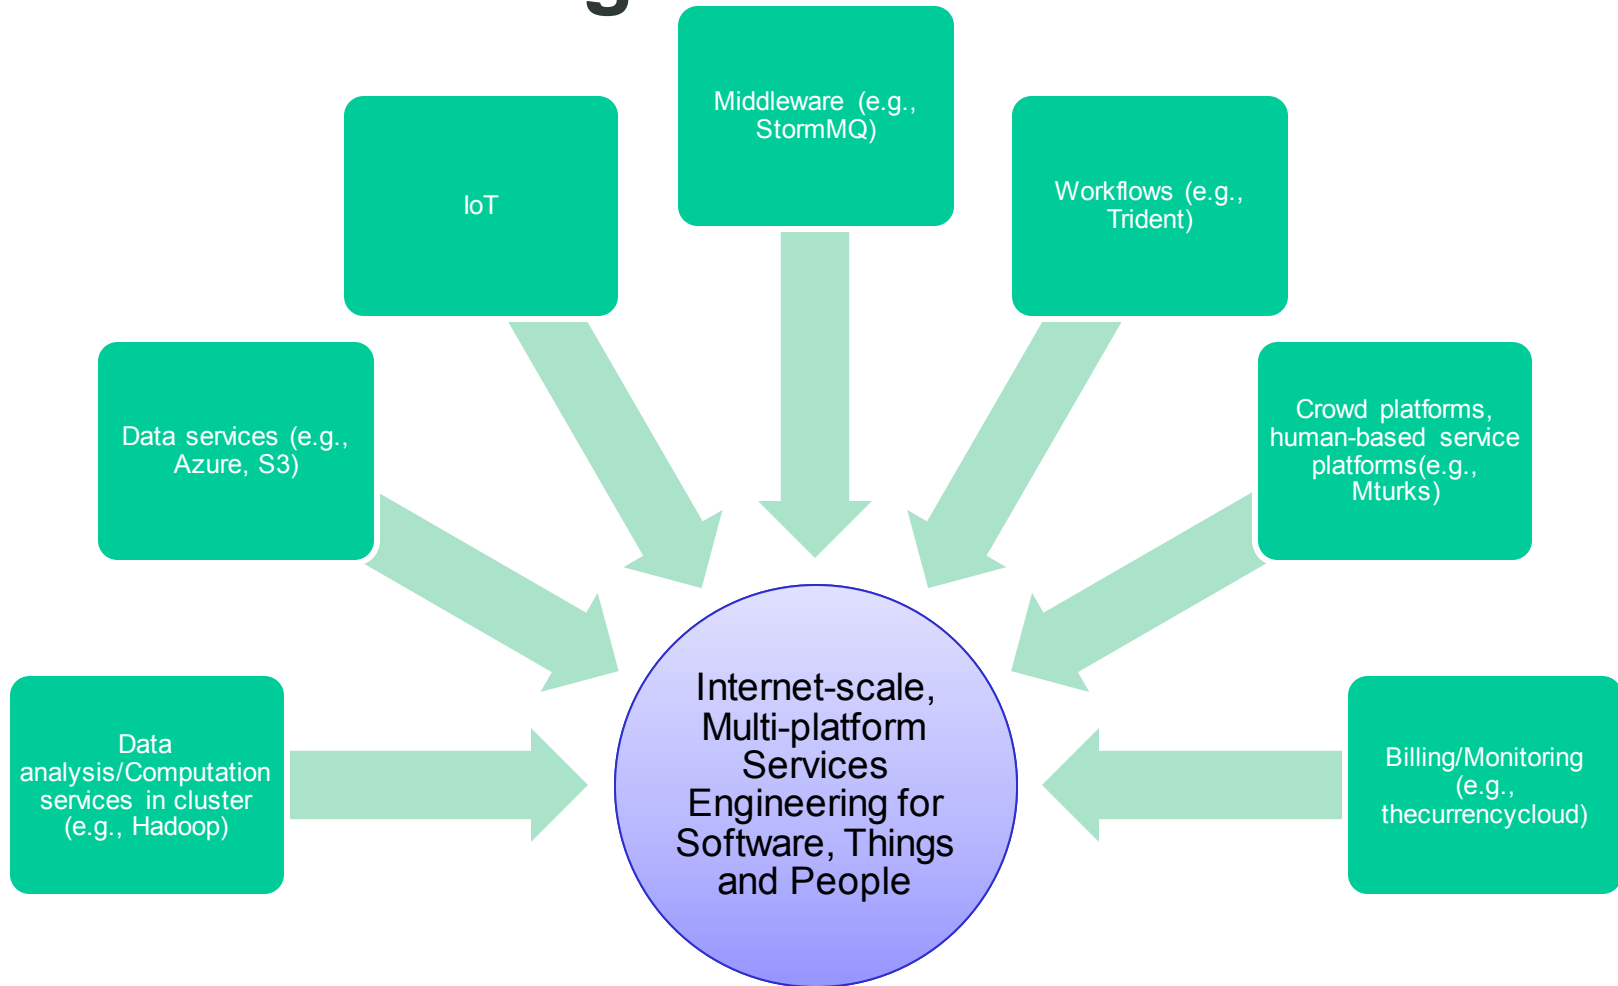 Middleware (e.g.,
StormMQ)
IoT
Workflows (e.g.,
Trident)
Data services (e.g.,
Azure, S3)
Crowd platforms,
human-based service
platforms(e.g.,
Mturks)
Data
analysis/Computation
services in cluster
(e.g., Hadoop)
Internet-scale,
Multi-platform
Services
Engineering for
Software, Things
and People
Billing/Monitoring
(e.g.,
thecurrencycloud)